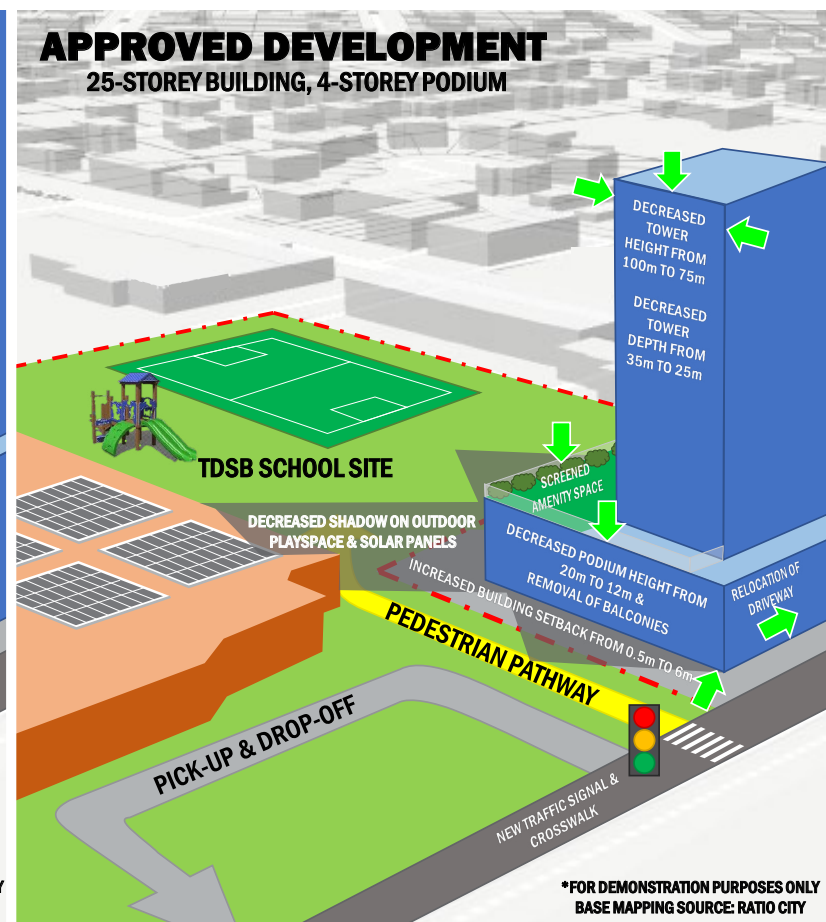 APPROVED DEVELOPMENT
25-STOREY BUILDING, 4-STOREY PODIUM
DECREASED
TOWER
HEIGHT FROM
100m TO 75m
DECREASED
TOWER
DEPTH FROM
35m TO 25m
TDSB SCHOOL SITE
SCREENED
AMENITY SPACE
DECREASED SHADOW ON OUTDOOR
PLAYSPACE & SOLAR PANELS
DECREASED PODIUM HEIGHT FROM
20m TO 12m &
REMOVAL OF BALCONIES
RELOCATION OF
DRIVEWAY
INCREASED BUILDING SETBACK FROM 0.5m TO 6m
PEDESTRIAN PATHWAY
PICK-UP & DROP-OFF
NEW TRAFFIC SIGNAL &
CROSSWALK
Y
*FOR DEMONSTRATION PURPOSES ONLY
BASE MAPPING SOURCE: RATIO CITY